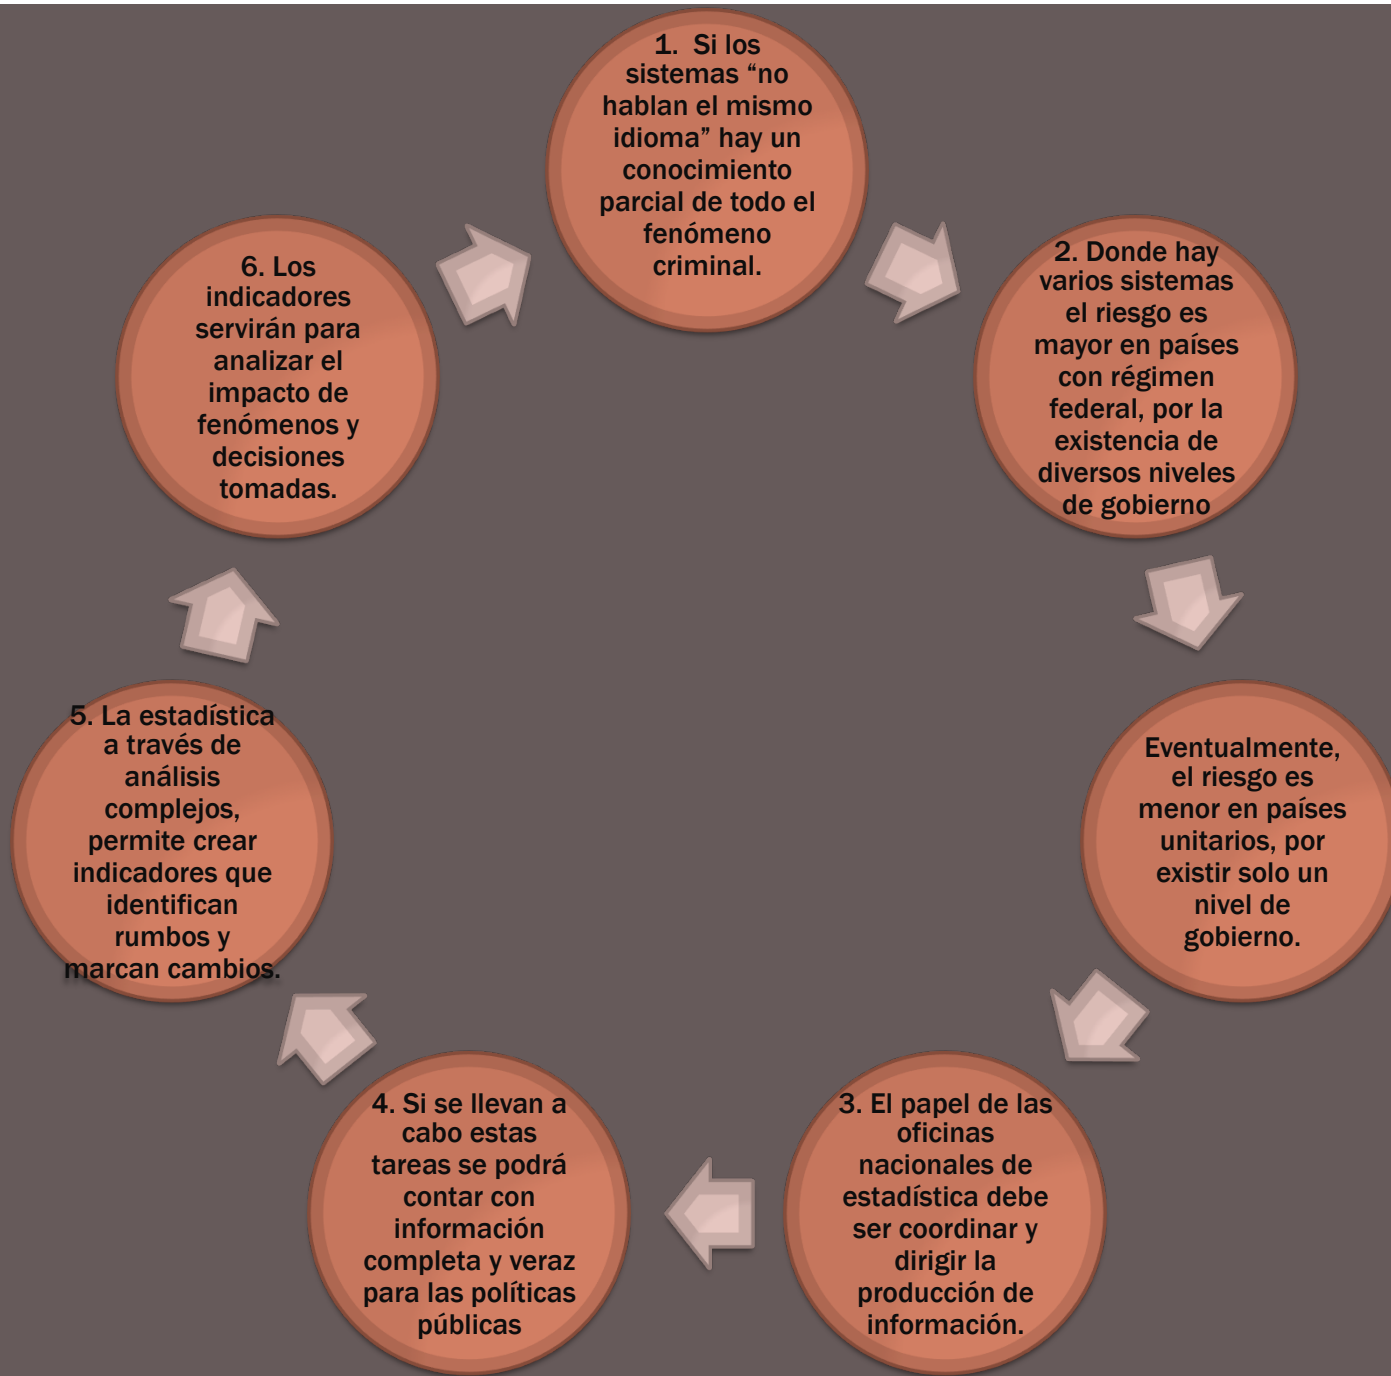 1. Si los
sistemas “no
hablan el mismo
idioma” hay un
conocimiento
parcial de todo el
fenómeno
criminal.
2. Donde hay
varios sistemas
el riesgo es
mayor en países
con régimen
federal, por la
existencia de
diversos niveles
de gobierno
Eventualmente,
el riesgo es
menor en países
unitarios, por
existir solo un
nivel de
gobierno.
3. El papel de las
oficinas
nacionales de
estadística debe
ser coordinar y
dirigir la
producción de
información.
4. Si se llevan a
cabo estas
tareas se podrá
contar con
información
completa y veraz
para las políticas
públicas
5. La estadística
a través de
análisis
complejos,
permite crear
indicadores que
identifican
rumbos y
marcan cambios.
6. Los
indicadores
servirán para
analizar el
impacto de
fenómenos y
decisiones
tomadas.